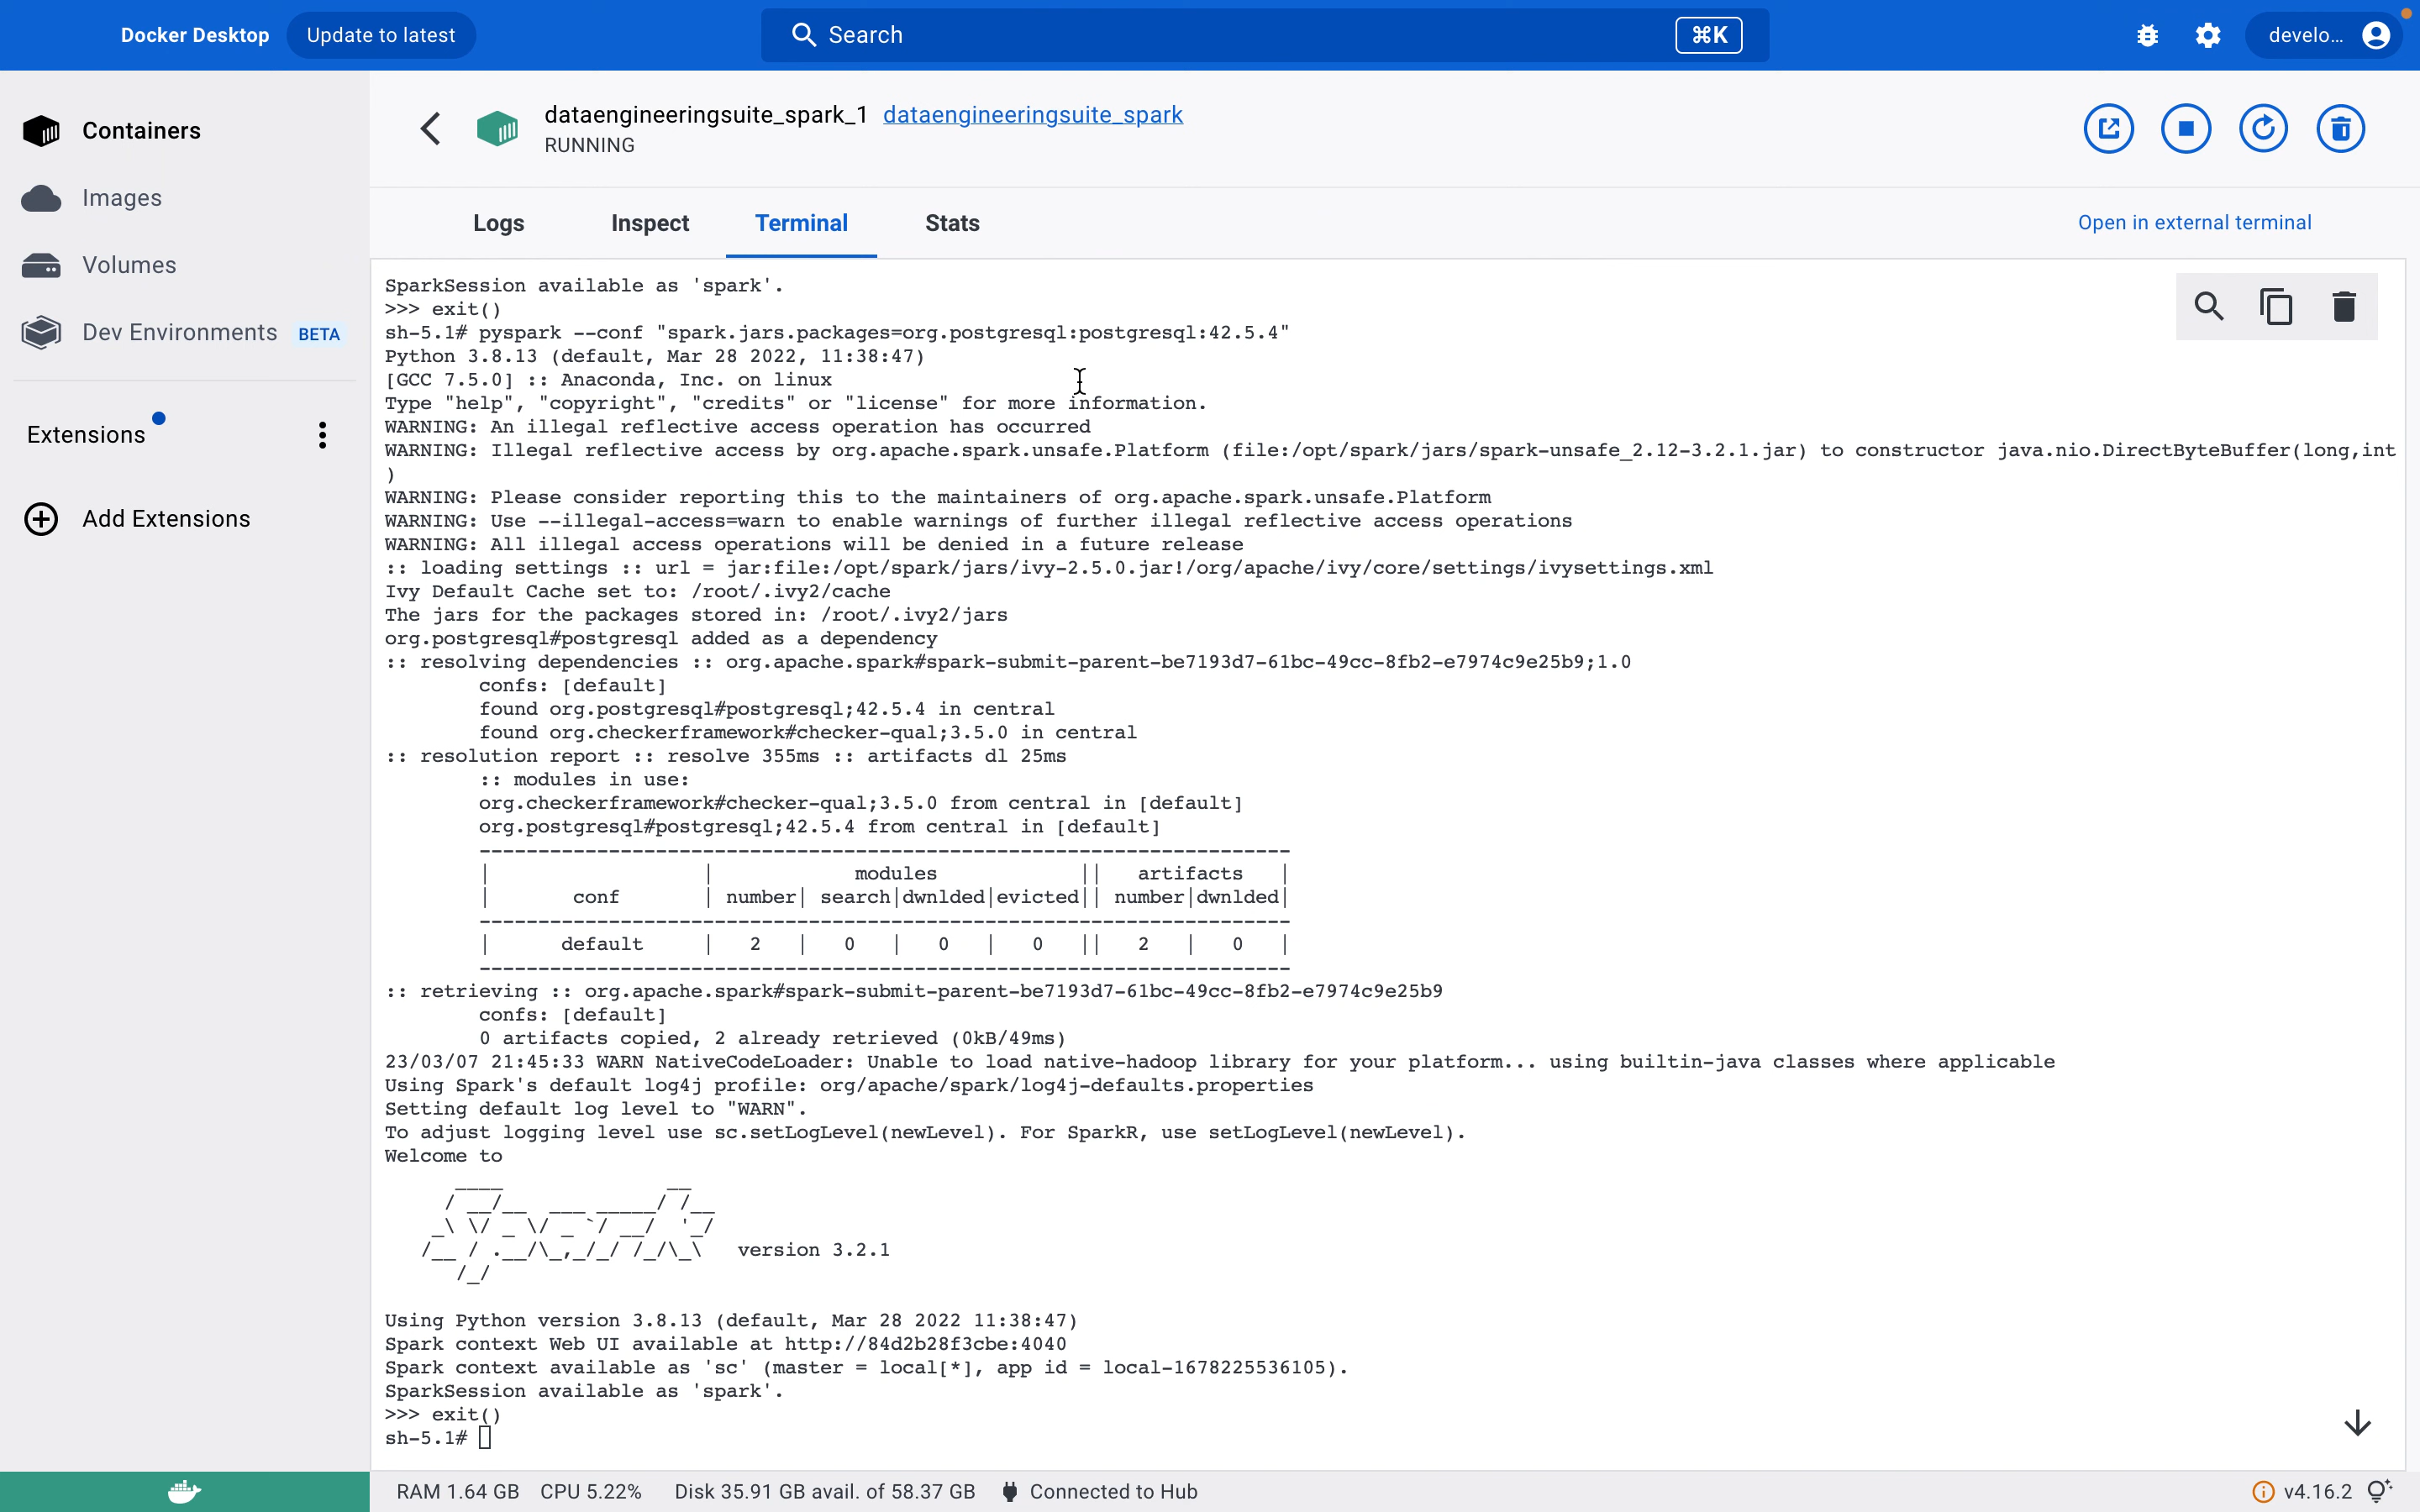 Docker Desktop Update to latest Search ⌘K develo...
Containers
Images
Volumes
Dev Environments BETA
Extensions
Add Extensions
dataengineeringsuite_spark_1 dataengineeringsuite_spark
RUNNING
Logs Inspect Terminal Stats Open in external terminal
SparkSession available as 'spark'.
>>> exit()
sh-5.1# pyspark --conf "spark.jars.packages=org.postgresql:postgresql:42.5.4"
Python 3.8.13 (default, Mar 28 2022, 11:38:47)
[GCC 7.5.0] :: Anaconda, Inc. on linux
Type "help", "copyright", "credits" or "license" for more information.
WARNING: An illegal reflective access operation has occurred
WARNING: Illegal reflective access by org.apache.spark.unsafe.Platform (file:/opt/spark/jars/spark-unsafe_2.12-3.2.1.jar) to constructor java.nio.DirectByteBuffer(long,int
)
WARNING: Please consider reporting this to the maintainers of org.apache.spark.unsafe.Platform
WARNING: Use --illegal-access=warn to enable warnings of further illegal reflective access operations
WARNING: All illegal access operations will be denied in a future release
:: loading settings :: url = jar:file:/opt/spark/jars/ivy-2.5.0.jar!/org/apache/ivy/core/settings/ivysettings.xml
Ivy Default Cache set to: /root/.ivy2/cache
The jars for the packages stored in: /root/.ivy2/jars
org.postgresql#postgresql added as a dependency
:: resolving dependencies :: org.apache.spark#spark-submit-parent-be7193d7-61bc-49cc-8fb2-e7974c9e25b9;1.0
        confs: [default]
        found org.postgresql#postgresql;42.5.4 in central
        found org.checkerframework#checker-qual;3.5.0 in central
:: resolution report :: resolve 355ms :: artifacts dl 25ms
        :: modules in use:
        org.checkerframework#checker-qual;3.5.0 from central in [default]
        org.postgresql#postgresql;42.5.4 from central in [default]
        ---------------------------------------------------------------------
        |                  |            modules            ||   artifacts   |
        |       conf       | number| search|dwnlded|evicted|| number|dwnlded|
        ---------------------------------------------------------------------
        |      default     |   2   |   0   |   0   |   0   ||   2   |   0   |
        ---------------------------------------------------------------------
:: retrieving :: org.apache.spark#spark-submit-parent-be7193d7-61bc-49cc-8fb2-e7974c9e25b9
        confs: [default]
        0 artifacts copied, 2 already retrieved (0kB/49ms)
23/03/07 21:45:33 WARN NativeCodeLoader: Unable to load native-hadoop library for your platform... using builtin-java classes where applicable
Using Spark's default log4j profile: org/apache/spark/log4j-defaults.properties
Setting default log level to "WARN".
To adjust logging level use sc.setLogLevel(newLevel). For SparkR, use setLogLevel(newLevel).
Welcome to
      ____              __
     / __/__  ___ _____/ /__
    _\ \/ _ \/ _ `/ __/  '_/
   /__ / .__/\_,_/_/ /_/\_\   version 3.2.1
      /_/
Using Python version 3.8.13 (default, Mar 28 2022 11:38:47)
Spark context Web UI available at http://84d2b28f3cbe:4040
Spark context available as 'sc' (master = local[*], app id = local-1678225536105).
SparkSession available as 'spark'.
>>> exit()
sh-5.1#
RAM 1.64 GB CPU 5.22% Disk 35.91 GB avail. of 58.37 GB Connected to Hub v4.16.2